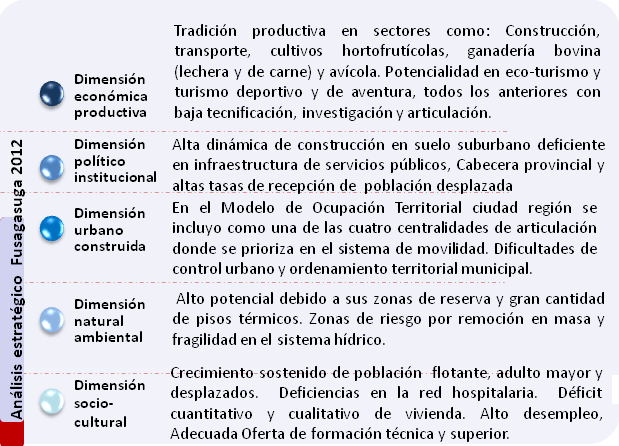 Análisis estratégico Fusagasuga 2012
Dimensión
económica
productiva
Tradición productiva en sectores como: Construcción,
transporte, cultivos hortofrutícolas, ganadería bovina
(lechera y de carne) y avícola. Potencialidad en eco-turismo y
turismo deportivo y de aventura, todos los anteriores con
baja tecnificación, investigación y articulación.
Dimensión
político
institucional
Alta dinámica de construcción en suelo suburbano deficiente
en infraestructura de servicios públicos, Cabecera provincial y
altas tasas de recepción de población desplazada
Dimensión
urbano
construida
En el Modelo de Ocupación Territorial ciudad región se
incluyo como una de las cuatro centralidades de articulación
donde se prioriza en el sistema de movilidad. Dificultades de
control urbano y ordenamiento territorial municipal.
Dimensión
natural
ambiental
Alto potencial debido a sus zonas de reserva y gran cantidad
de pisos térmicos. Zonas de riesgo por remoción en masa y
fragilidad en el sistema hídrico.
Dimensión
socio-
cultural
Crecimiento sostenido de población flotante, adulto mayor y
desplazados. Deficiencias en la red hospitalaria. Déficit
cuantitativo y cualitativo de vivienda. Alto desempleo,
Adecuada Oferta de formación técnica y superior.